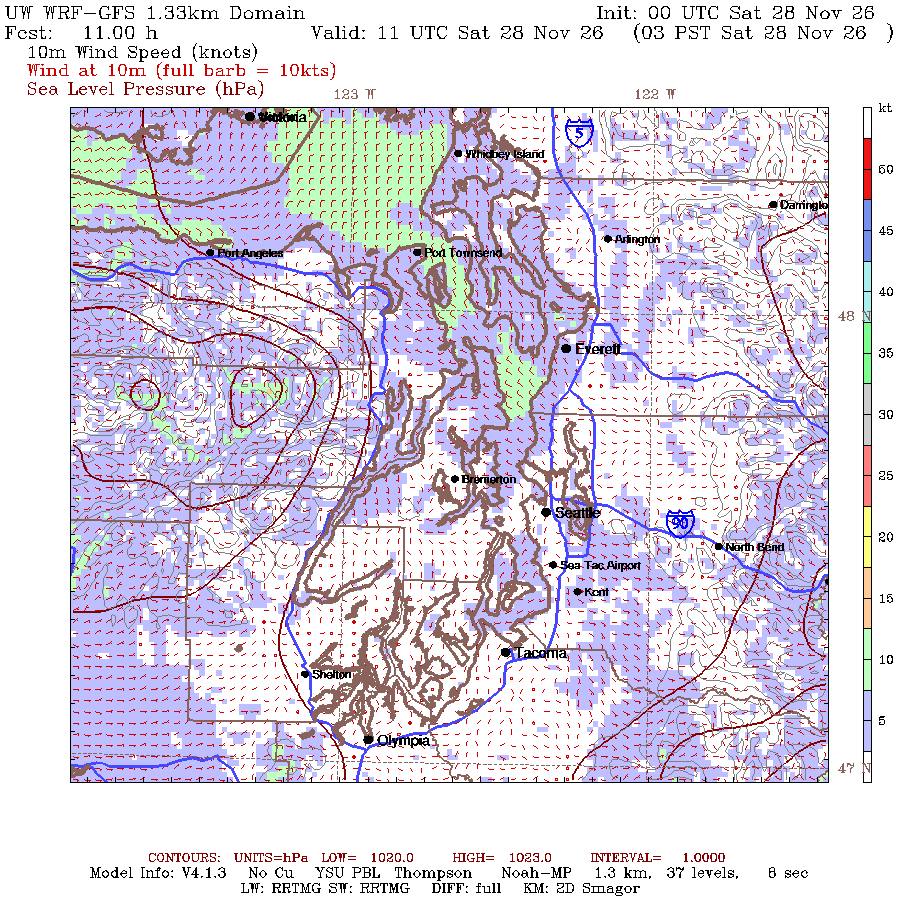 UW WRF-GFS 1.33km Domain Init: 00 UTC Sat 28 Nov 26
Fcst: 11.00 h Valid: 11 UTC Sat 28 Nov 26 (03 PST Sat 28 Nov 26 )
10m Wind Speed (knots)
Wind at 10m (full barb = 10kts)
Sea Level Pressure (hPa)
123 W 122 W
kt
Victoria
5
Whidbey Island
60
Darringto
45
Arlington
Port Angeles
Port Townsend
40
48 N
Everett
35
30
Bremerton
25
Seattle
90
20
North Bend
Sea-Tac Airport
Kent
15
Tacoma
10
Shelton
5
Olympia
47 N
CONTOURS: UNITS=hPa LOW= 1020.0 HIGH= 1023.0 INTERVAL= 1.0000
Model Info: V4.1.3 No Cu YSU PBL Thompson Noah-MP 1.3 km, 37 levels, 8 sec
LW: RRTMG SW: RRTMG DIFF: full KM: 2D Smagor